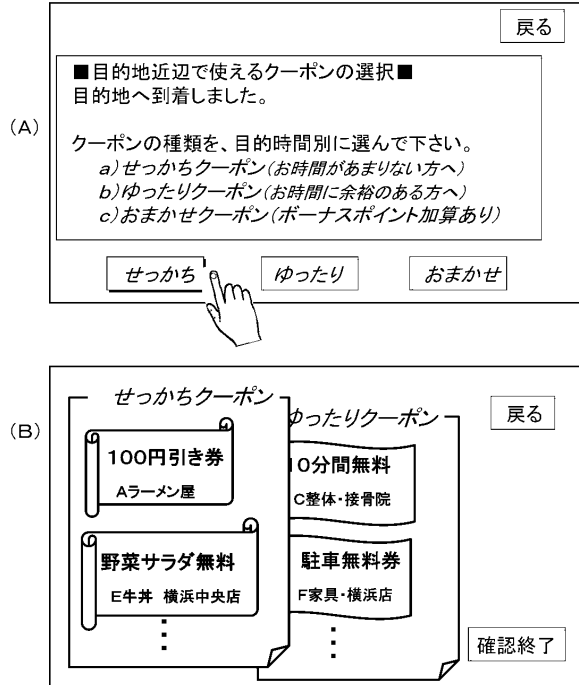 (A)
戻る
■目的地近辺で使えるクーポンの選択■
目的地へ到着しました。
クーポンの種類を、目的時間別に選んで下さい。
a)せっかちクーポン(お時間があまりない方へ)
b)ゆったりクーポン(お時間に余裕のある方へ)
c)おまかせクーポン(ボーナスポイント加算あり)
せっかち
ゆったり
おまかせ
(B)
せっかちクーポン
100円引き券
Aラーメン屋
野菜サラダ無料
E牛丼 横浜中央店
ゆったりクーポン
10分間無料
C整体・接骨院
駐車無料券
F家具・横浜店
戻る
確認終了